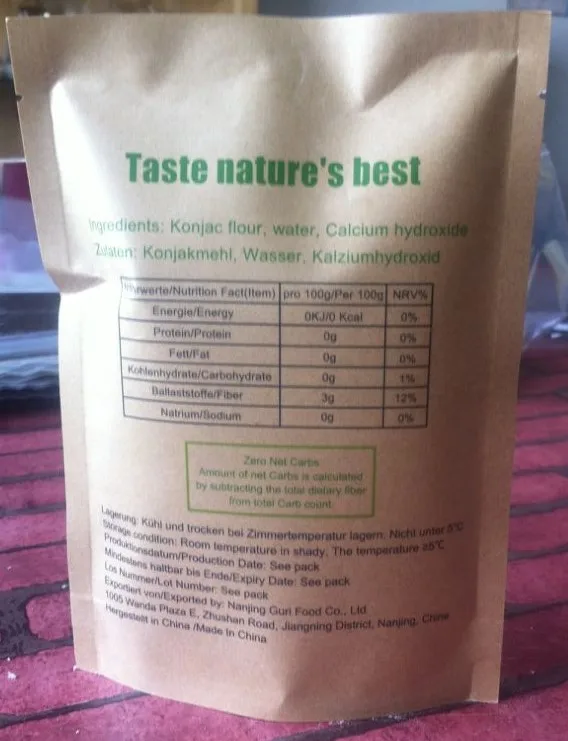 Taste nature's best
Ingredients: Konjac flour, water, Calcium hydroxide
Zutaten: Konjakmehl, Wasser, Kalziumhydroxid
Nährwerte/Nutrition Fact(Item) pro 100g/Per 100g NRV%
Energie/Energy 0KJ/0 Kcal 0%
Protein/Protein 0g 0%
Fett/Fat 0g 0%
Kohlenhydrate/Carbohydrate 0g 1%
Ballaststoffe/Fiber 3g 12%
Natrium/Sodium 0g 0%
Zero Net Carbs
Amount of net Carbs is calculated
by subtracting the total dietary fiber
from total Carb count.
Lagerung: Kühl und trocken bei Zimmertemperatur lagern. Nicht unter 5°C
Storage condition: Room temperature in shady. The temperature ≥5°C
Produktionsdatum/Production Date: See pack
Mindestens haltbar bis Ende/Expiry Date: See pack
Los Nummer/Lot Number: See pack
Exportiert von/Exported by: Nanjing Guri Food Co., Ltd
1005 Wanda Plaza E, Zhushan Road, Jiangning District, Nanjing, China
Hergestellt in China /Made In China